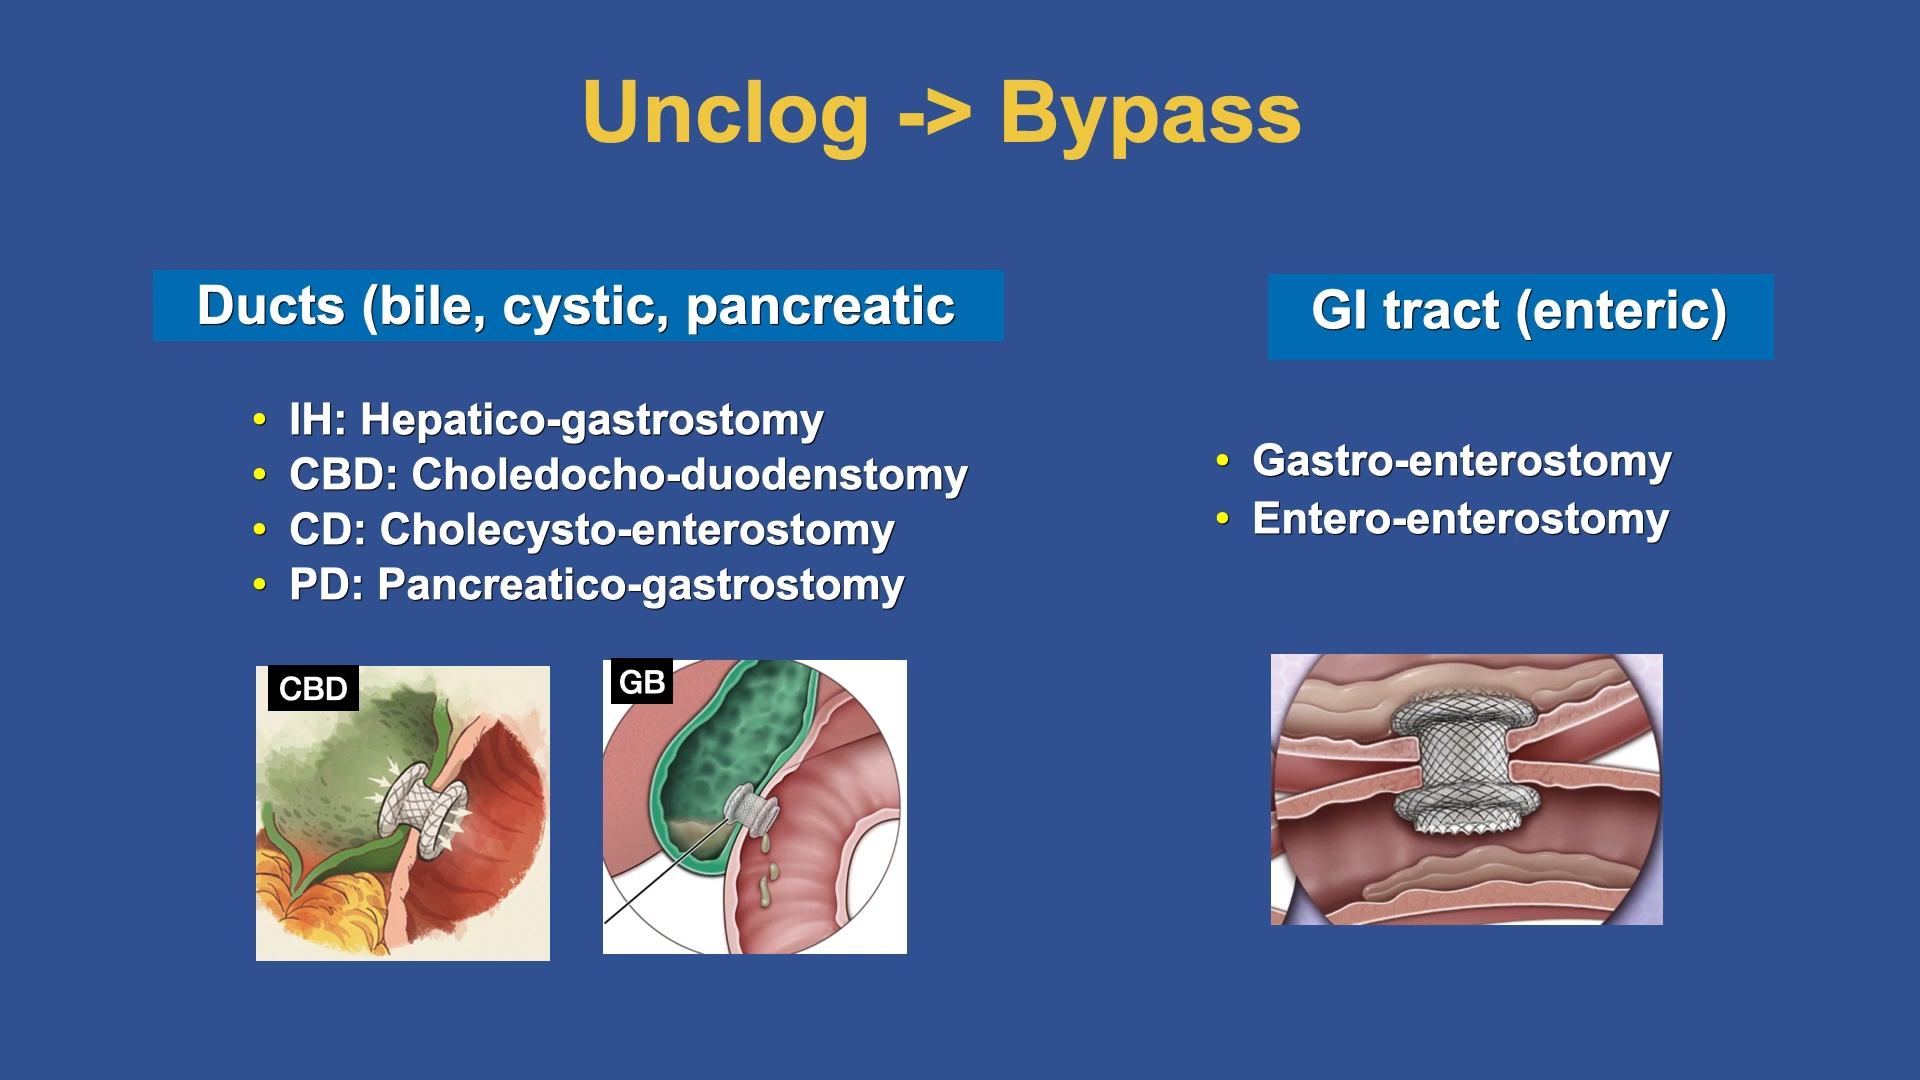 Unclog -> Bypass
Ducts (bile, cystic, pancreatic
• IH: Hepatico-gastrostomy
• CBD: Choledocho-duodenstomy
• CD: Cholecysto-enterostomy
• PD: Pancreatico-gastrostomy
CBD
GB
GI tract (enteric)
• Gastro-enterostomy
• Entero-enterostomy